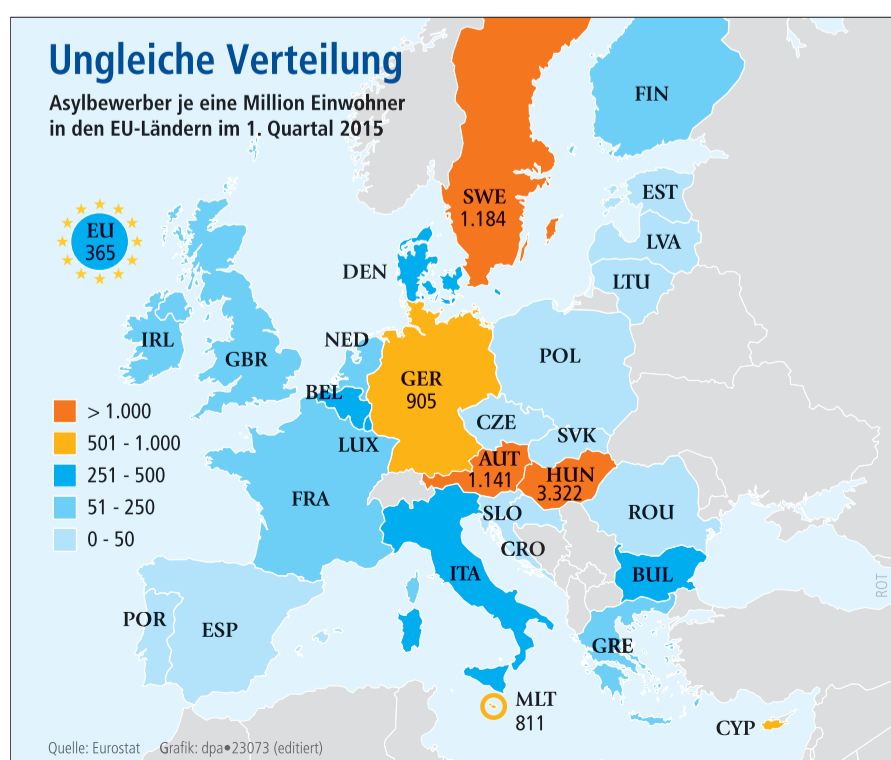 Ungleiche Verteilung
Asylbewerber je eine Million Einwohner
in den EU-Ländern im 1. Quartal 2015
EU
365
FIN
SWE
1.184
EST
LVA
LTU
DEN
IRL
GBR
NED
BEL
LUX
GER
905
POL
CZE
SVK
AUT
1.141
HUN
3.322
> 1.000
501 - 1.000
251 - 500
51 - 250
0 - 50
FRA
SLO
CRO
ROU
ITA
BUL
POR
ESP
GRE
MLT
811
CYP
ROT
Quelle: Eurostat Grafik: dpa•23073 (editiert)